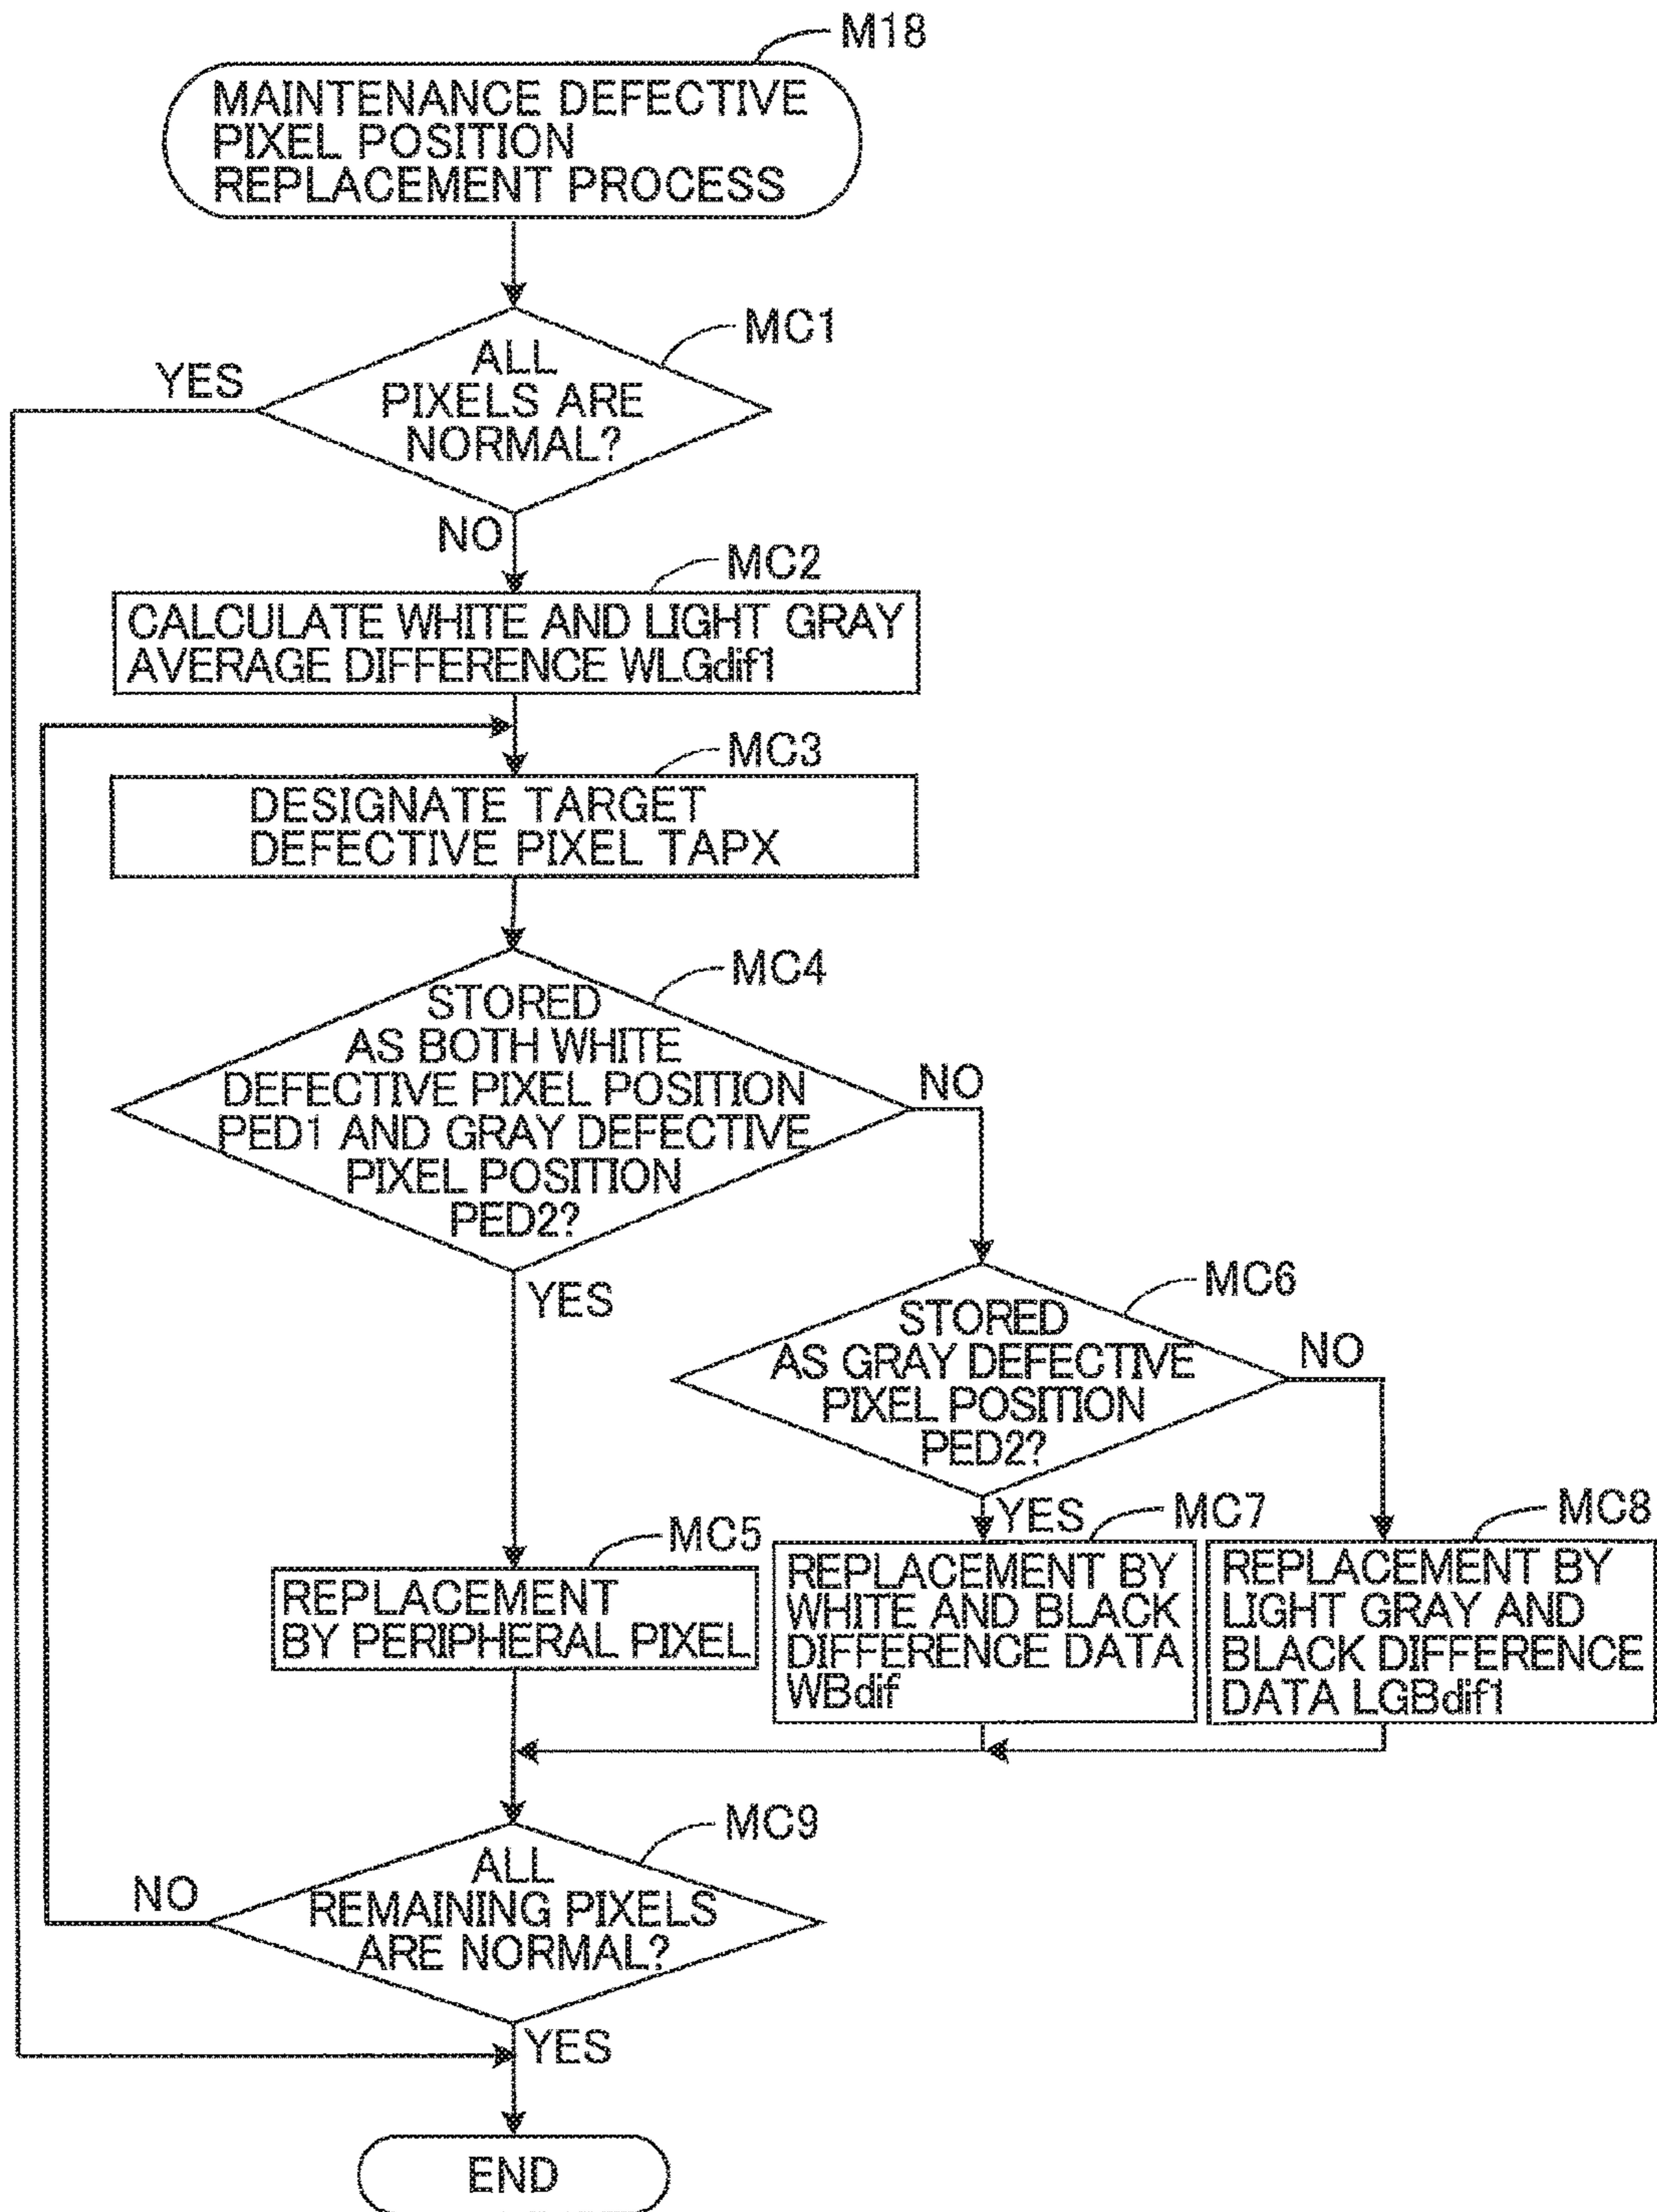 M18
MAINTENANCE DEFECTIVE
PIXEL POSITION
REPLACEMENT PROCESS
MC1
YES
ALL
PIXELS ARE
NORMAL?
NO
MC2
CALCULATE WHITE AND LIGHT GRAY
AVERAGE DIFFERENCE WLGdif1
MC3
DESIGNATE TARGET
DEFECTIVE PIXEL TAPX
MC4
STORED
AS BOTH WHITE
DEFECTIVE PIXEL POSITION
PED1 AND GRAY DEFECTIVE
PIXEL POSITION
PED2?
NO
YES
MC6
STORED
AS GRAY DEFECTIVE
PIXEL POSITION
PED2?
NO
YES
MC5
REPLACEMENT
BY PERIPHERAL PIXEL
MC7
REPLACEMENT BY
WHITE AND BLACK
DIFFERENCE DATA
WBdif
MC8
REPLACEMENT BY
LIGHT GRAY AND
BLACK DIFFERENCE
DATA LGBdif1
MC9
NO
ALL
REMAINING PIXELS
ARE NORMAL?
YES
END